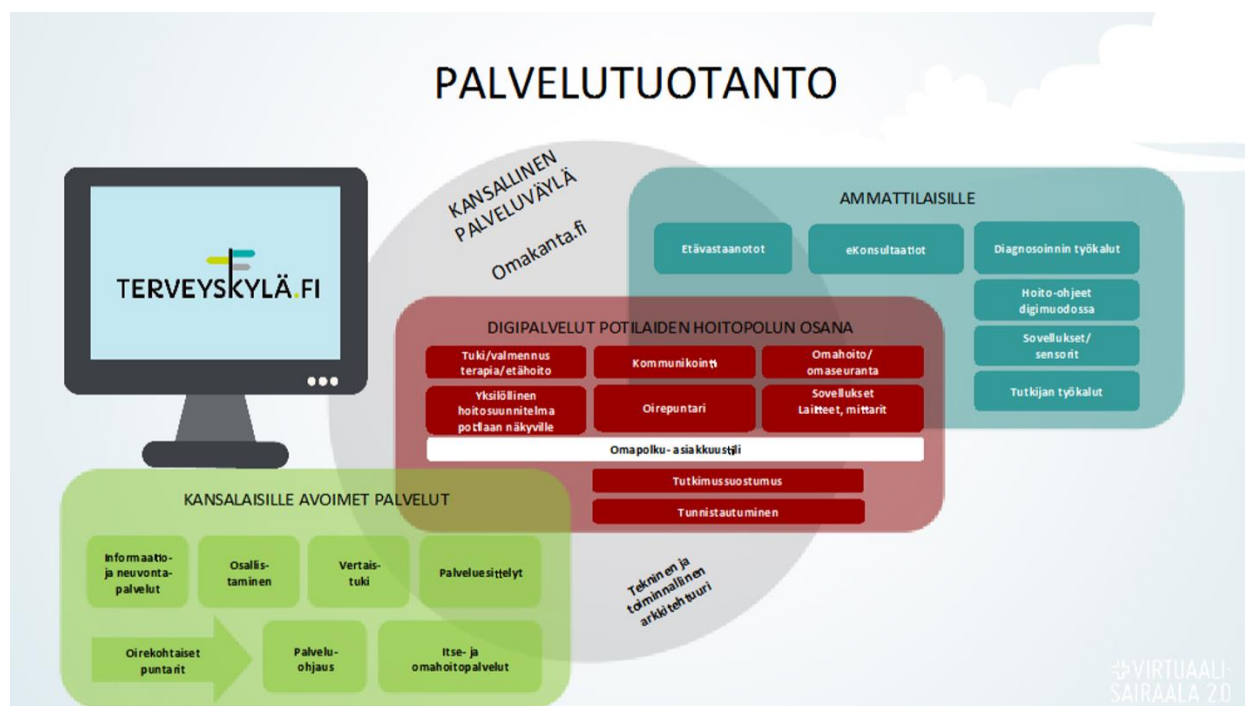 PALVELUTUOTANTO
TERVEYSKYLÄ.FI
KANSALLINEN
PALVELUVÄYLÄ
Omakanta.fi
AMMATTILAISILLE
Etävastaanotot
eKonsultaatiot
Diagnosoinnin työkalut
Hoito-ohjeet
digimuodossa
Sovellukset/
sensorit
Tutkijan työkalut
DIGIPALVELUT POTILAIDEN HOITOPOLUN OSANA
Tuki/valmennus
terapia/etähoito
Kommunikointi
Omahoito/
omaseuranta
Yksilöllinen
hoitosuunnitelma
potilaan näkyville
Oirepuntari
Sovellukset
Laitteet, mittarit
Omapolku- asiakkuustili
Tutkimussuostumus
Tunnistautuminen
KANSALAISILLE AVOIMET PALVELUT
Informaatio-
ja neuvonta-
palvelut
Osallis-
taminen
Vertais-
tuki
Palveluesittelyt
Oirekohtaiset
puntarit
Palvelu-
ohjaus
Itse- ja
omahoitopalvelut
Tekninen ja
toiminnallinen
arkkitehtuuri
VIRTUAALI-
SAIRAALA 2.0